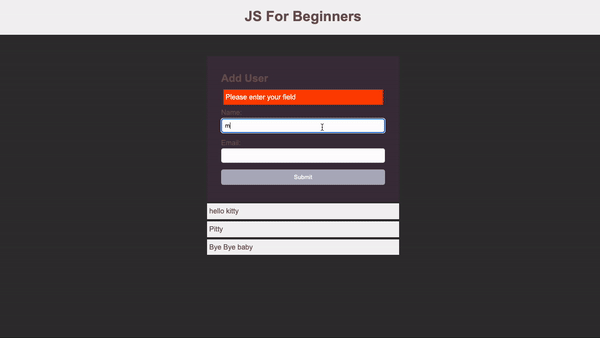 JS For Beginners
Add User
Please enter your field
Name:
m
Email:
Submit
hello kitty
Pitty
Bye Bye baby